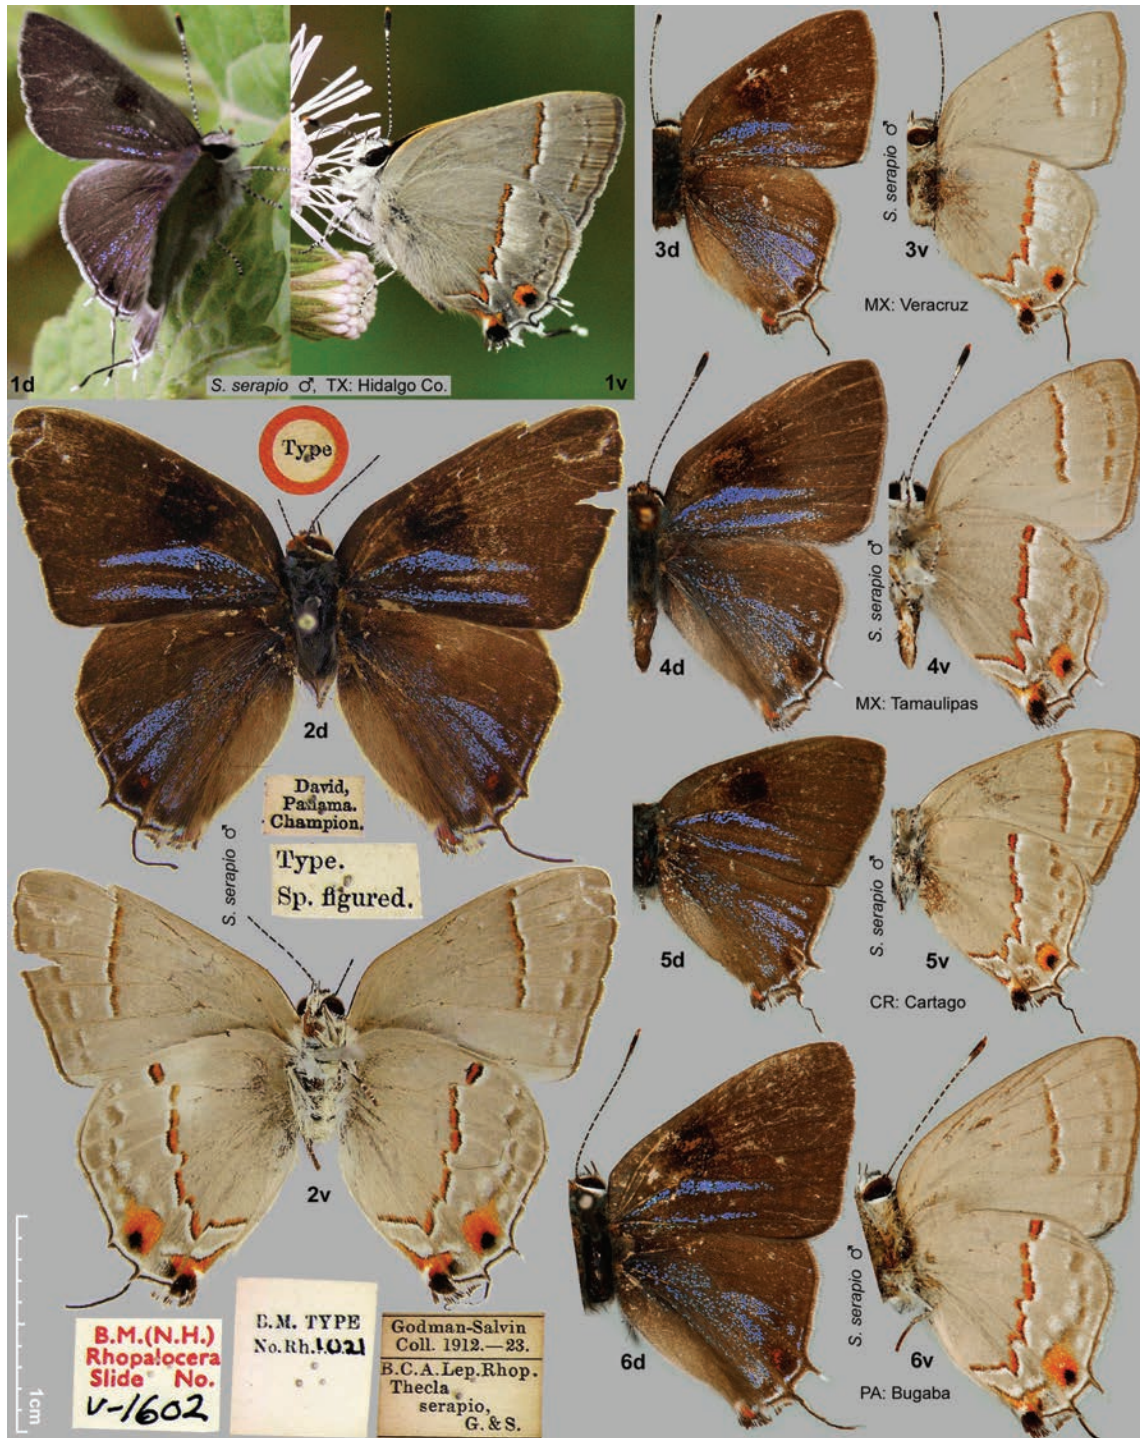 1d
S. serapio ♂, TX: Hidalgo Co.
1v
3d
S. serapio ♂
3v
MX: Veracruz
Type
2d
David,
Panama.
Champion.
Type.
Sp. figured.
4d
S. serapio ♂
4v
MX: Tamaulipas
5d
S. serapio ♂
5v
CR: Cartago
S. serapio ♂
2v
1cm
B.M.(N.H.)
Rhopalocera
Slide No.
V-1602
B.M. TYPE
No. Rh. 1021
Godman-Salvin
Coll. 1912.—23.
B.C.A. Lep. Rhop.
Thecla
serapio,
G. & S.
6d
S. serapio ♂
6v
PA: Bugaba